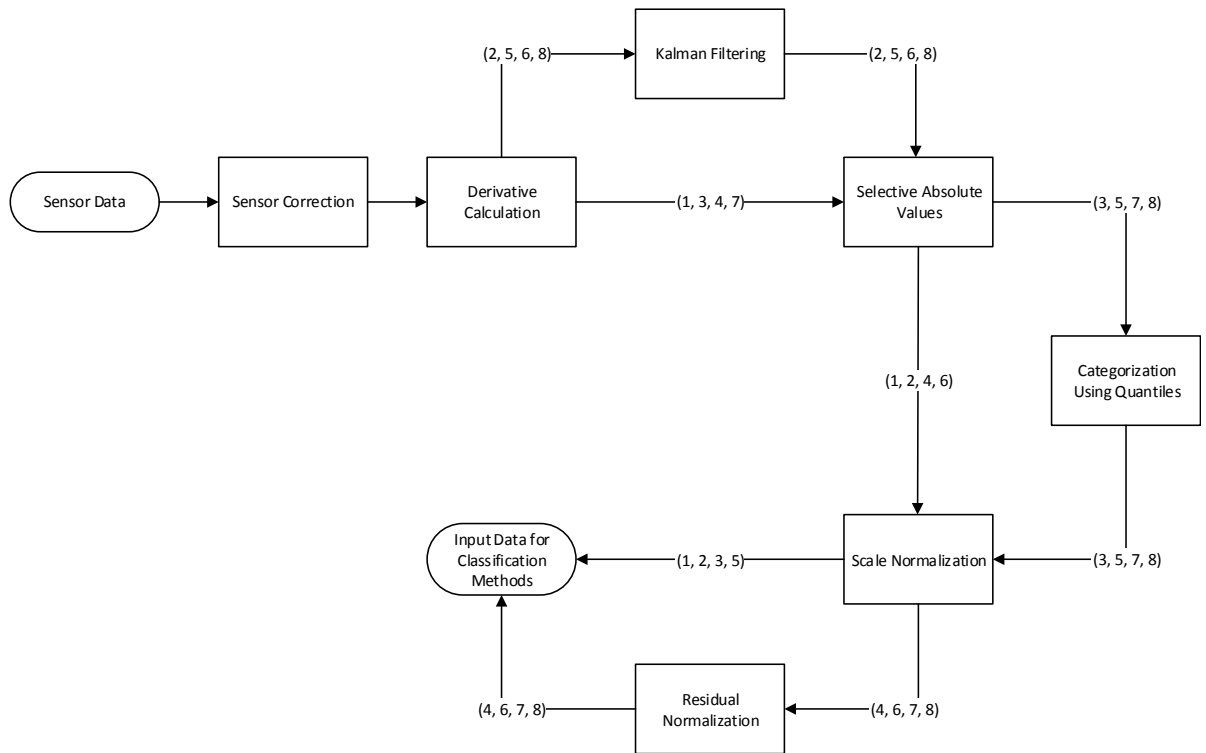 (2, 5, 6, 8)
Kalman Filtering
(2, 5, 6, 8)
Sensor Data
Sensor Correction
Derivative
Calculation
(1, 3, 4, 7)
Selective Absolute
Values
(3, 5, 7, 8)
(1, 2, 4, 6)
Categorization
Using Quantiles
Input Data for
Classification
Methods
(1, 2, 3, 5)
Scale Normalization
(3, 5, 7, 8)
(4, 6, 7, 8)
Residual
Normalization
(4, 6, 7, 8)